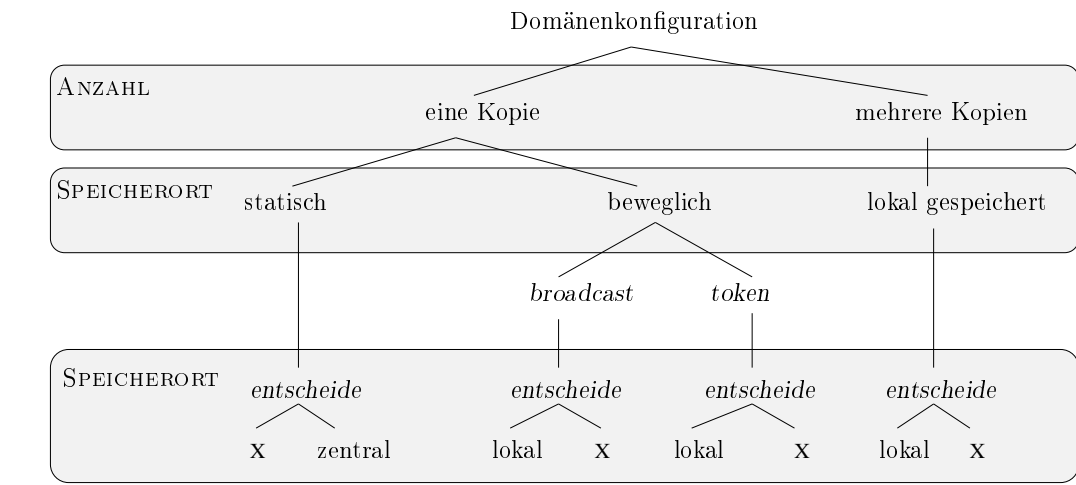 Domänenkonfiguration
Anzahl
eine Kopie mehrere Kopien
Speicherort statisch beweglich lokal gespeichert
broadcast token
Speicherort
entscheide entscheide entscheide entscheide
x zentral lokal x lokal x lokal x